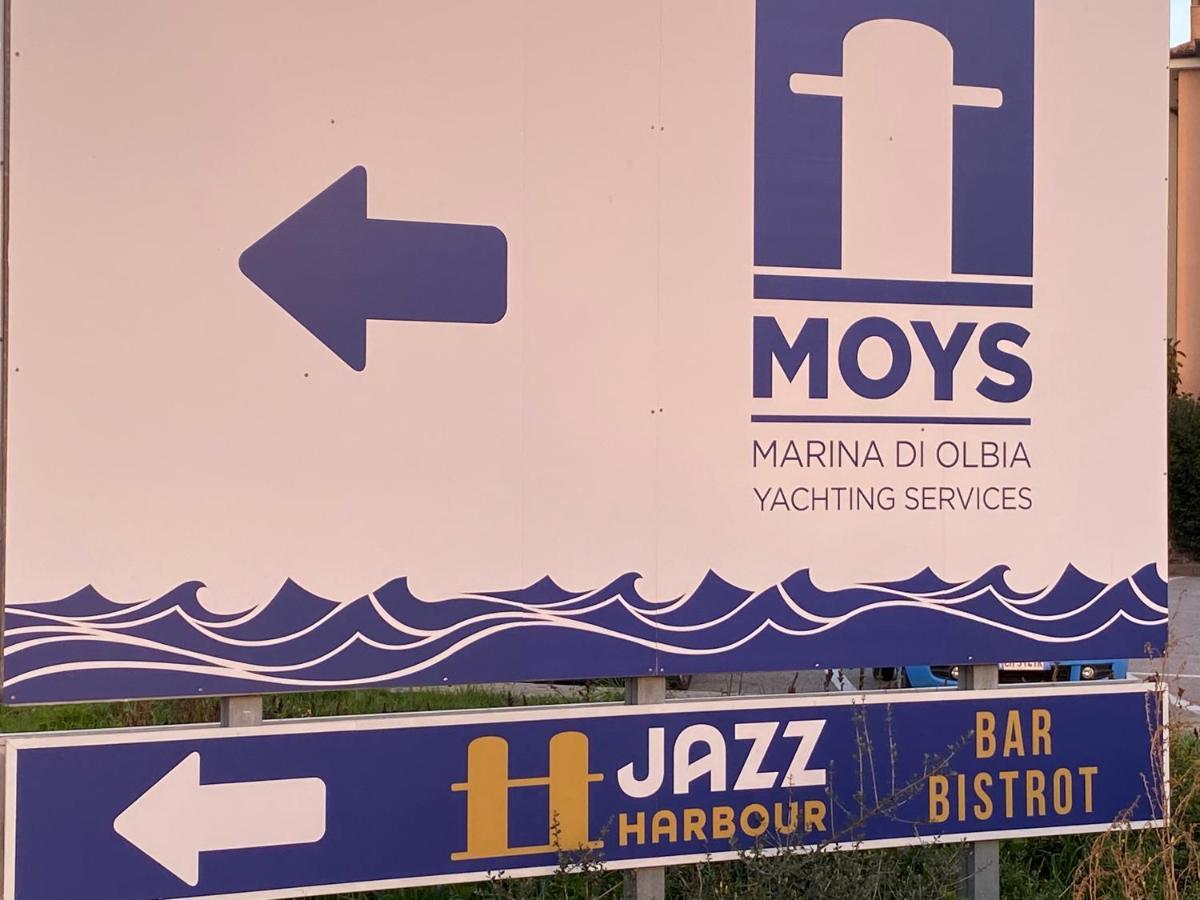 MOYS
MARINA DI OLBIA
YACHTING SERVICES
JAZZ
HARBOUR
BAR
BISTROT